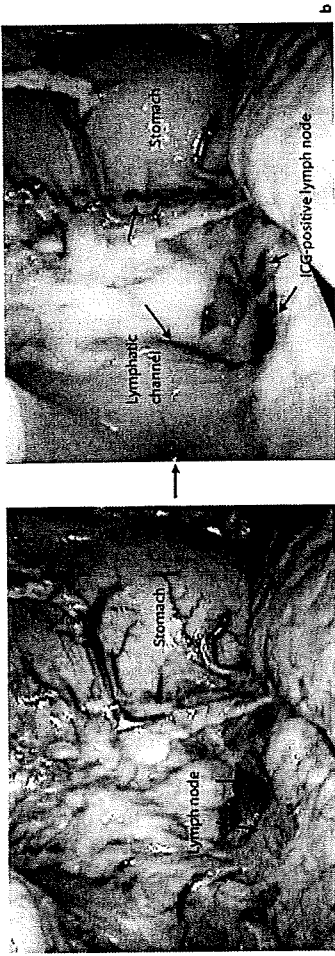 Lymph node
Stomach
Lymphatic
channel
Stomach
ICG-positive lymph node
b